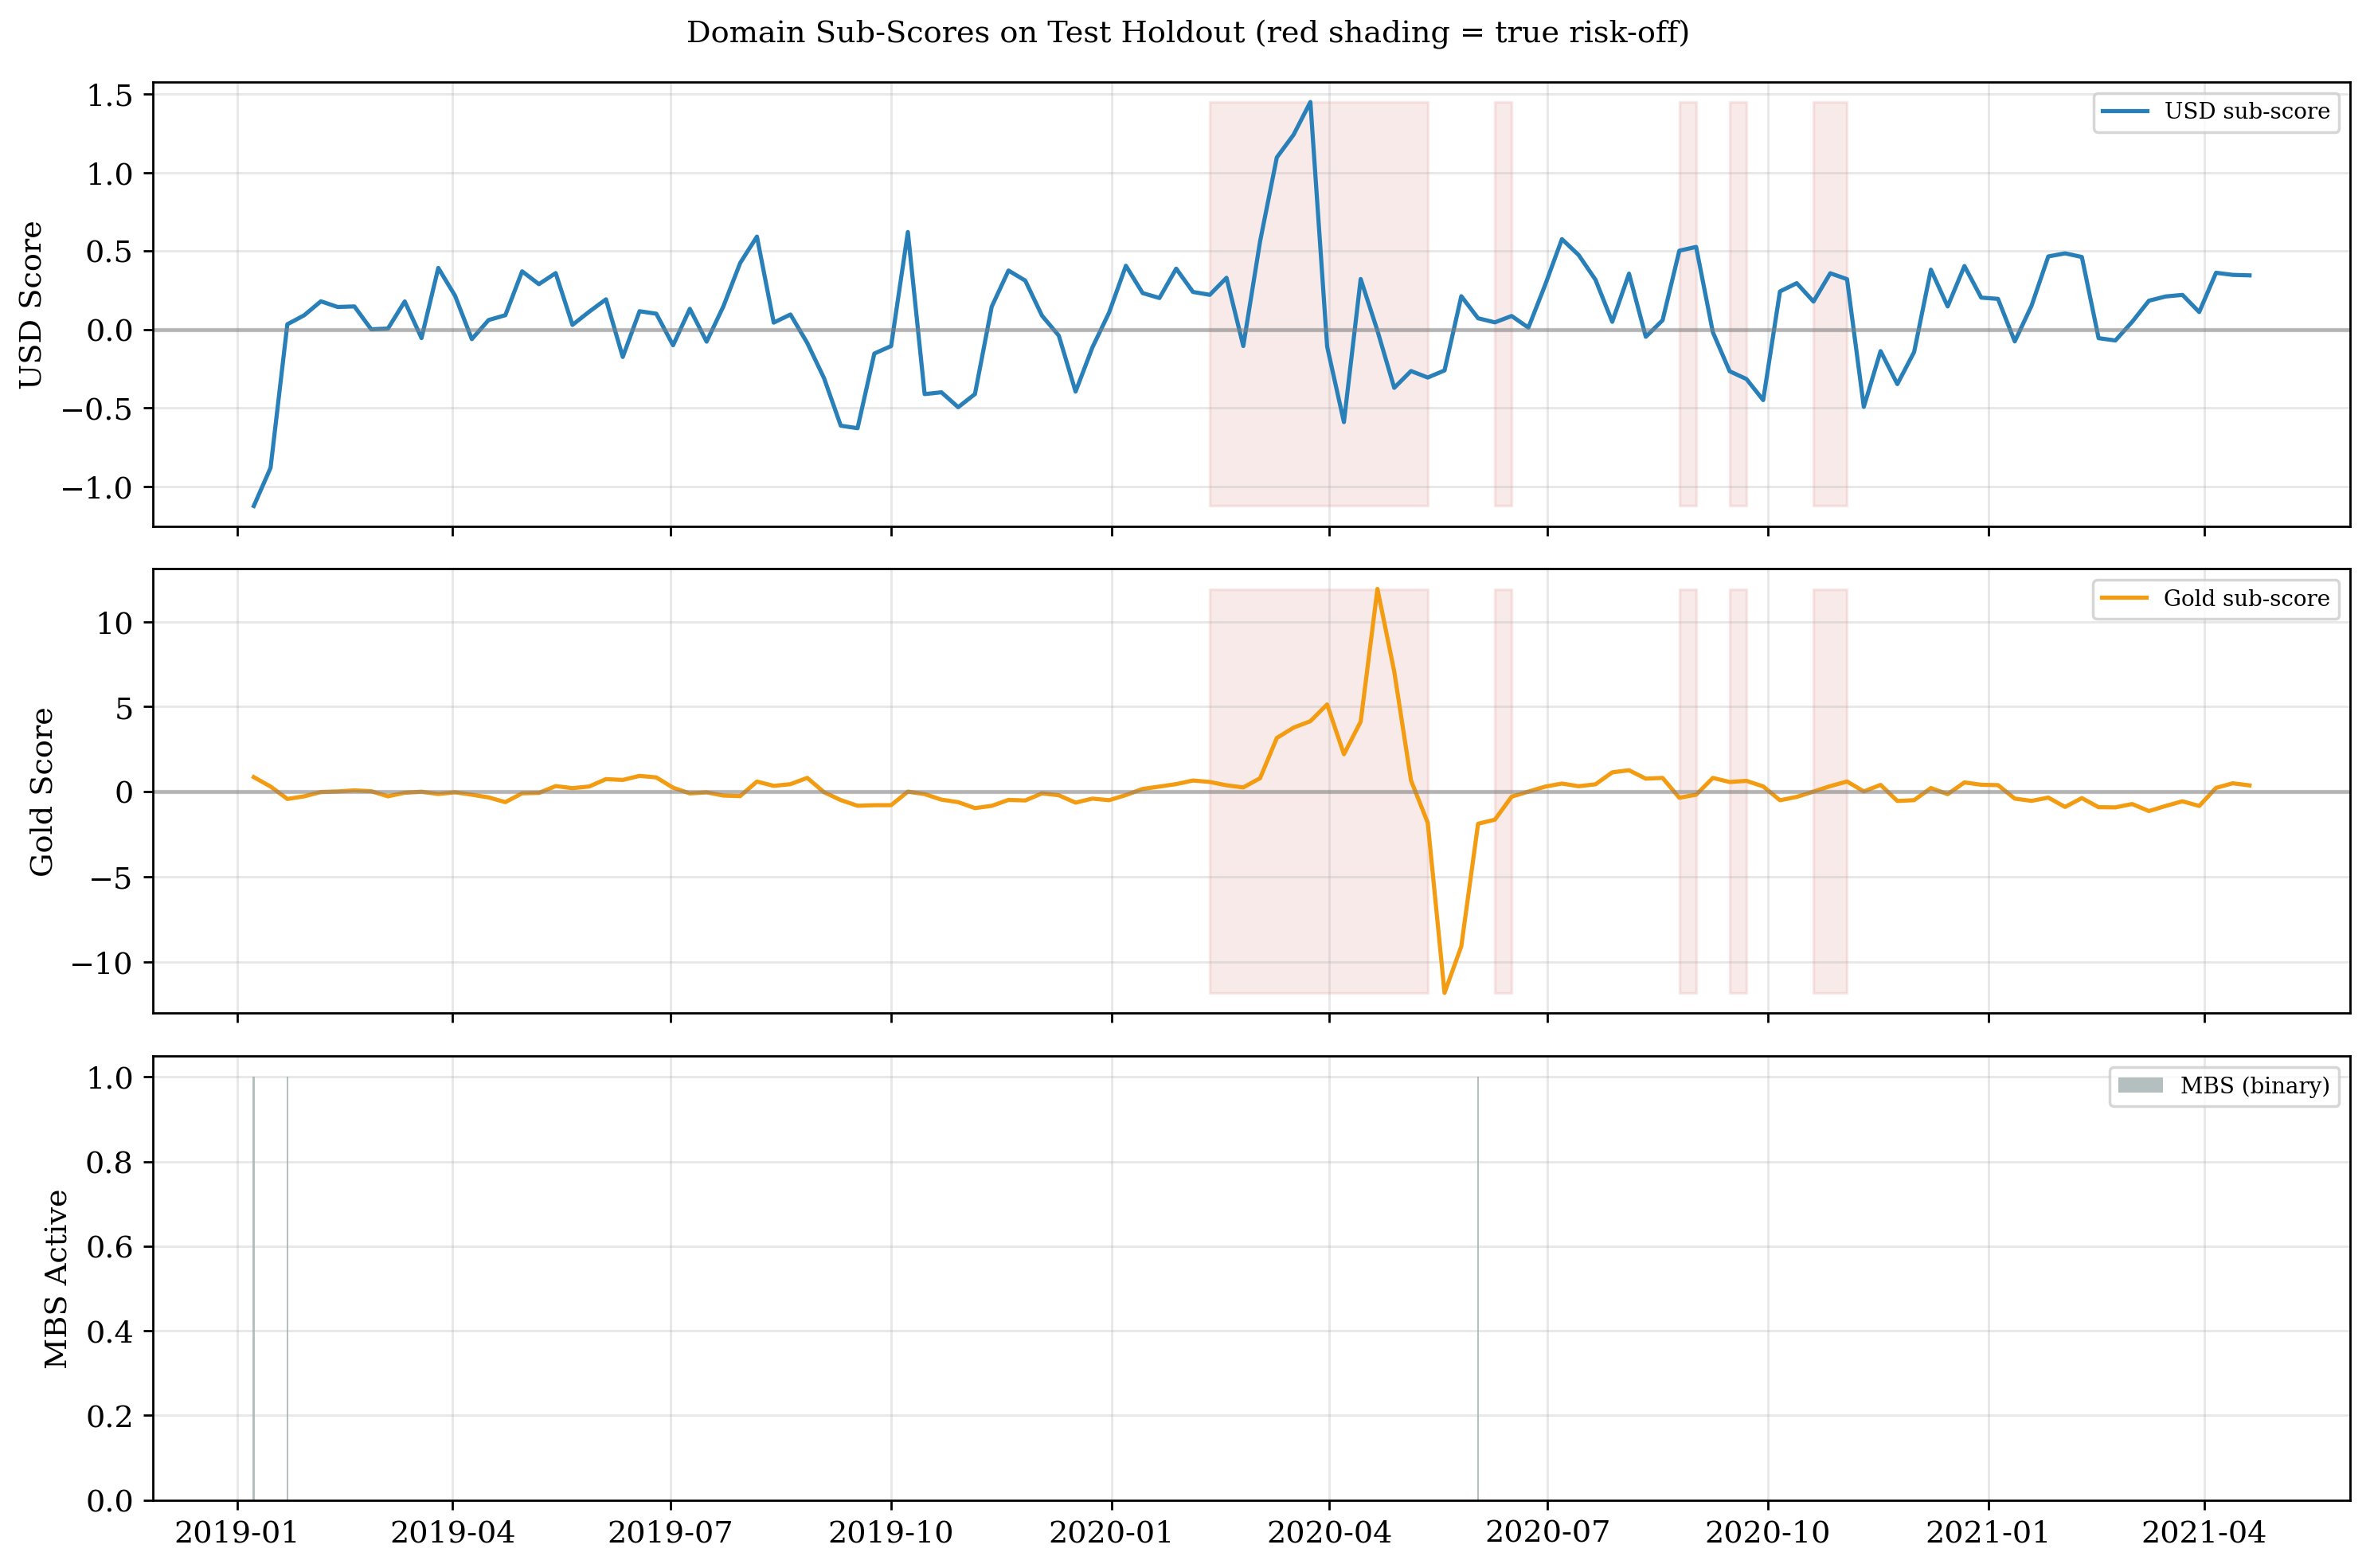 Domain Sub-Scores on Test Holdout (red shading = true risk-off)
USD Score
1.5
1.0
0.5
0.0
−0.5
−1.0
USD sub-score
Gold Score
10
5
0
−5
−10
Gold sub-score
MBS Active
1.0
0.8
0.6
0.4
0.2
0.0
MBS (binary)
2019-01 2019-04 2019-07 2019-10 2020-01 2020-04 2020-07 2020-10 2021-01 2021-04